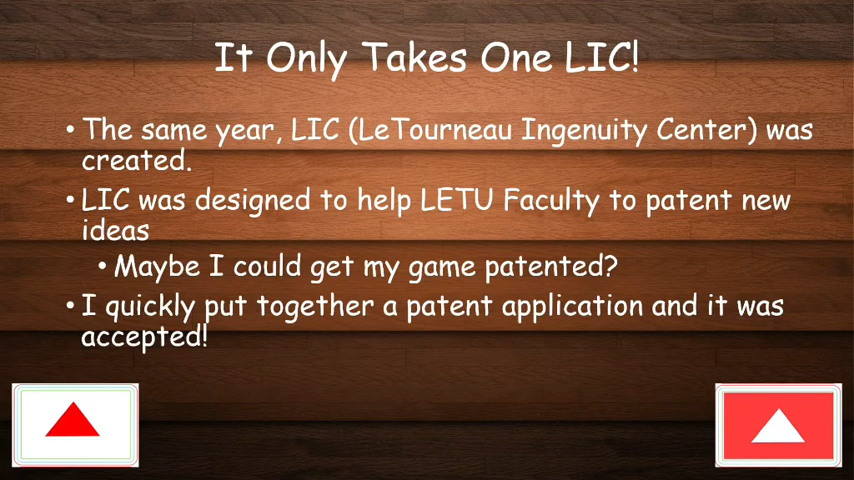 It Only Takes One LIC!
• The same year, LIC (LeTourneau Ingenuity Center) was
created.
• LIC was designed to help LETU Faculty to patent new
ideas
• Maybe I could get my game patented?
• I quickly put together a patent application and it was
accepted!